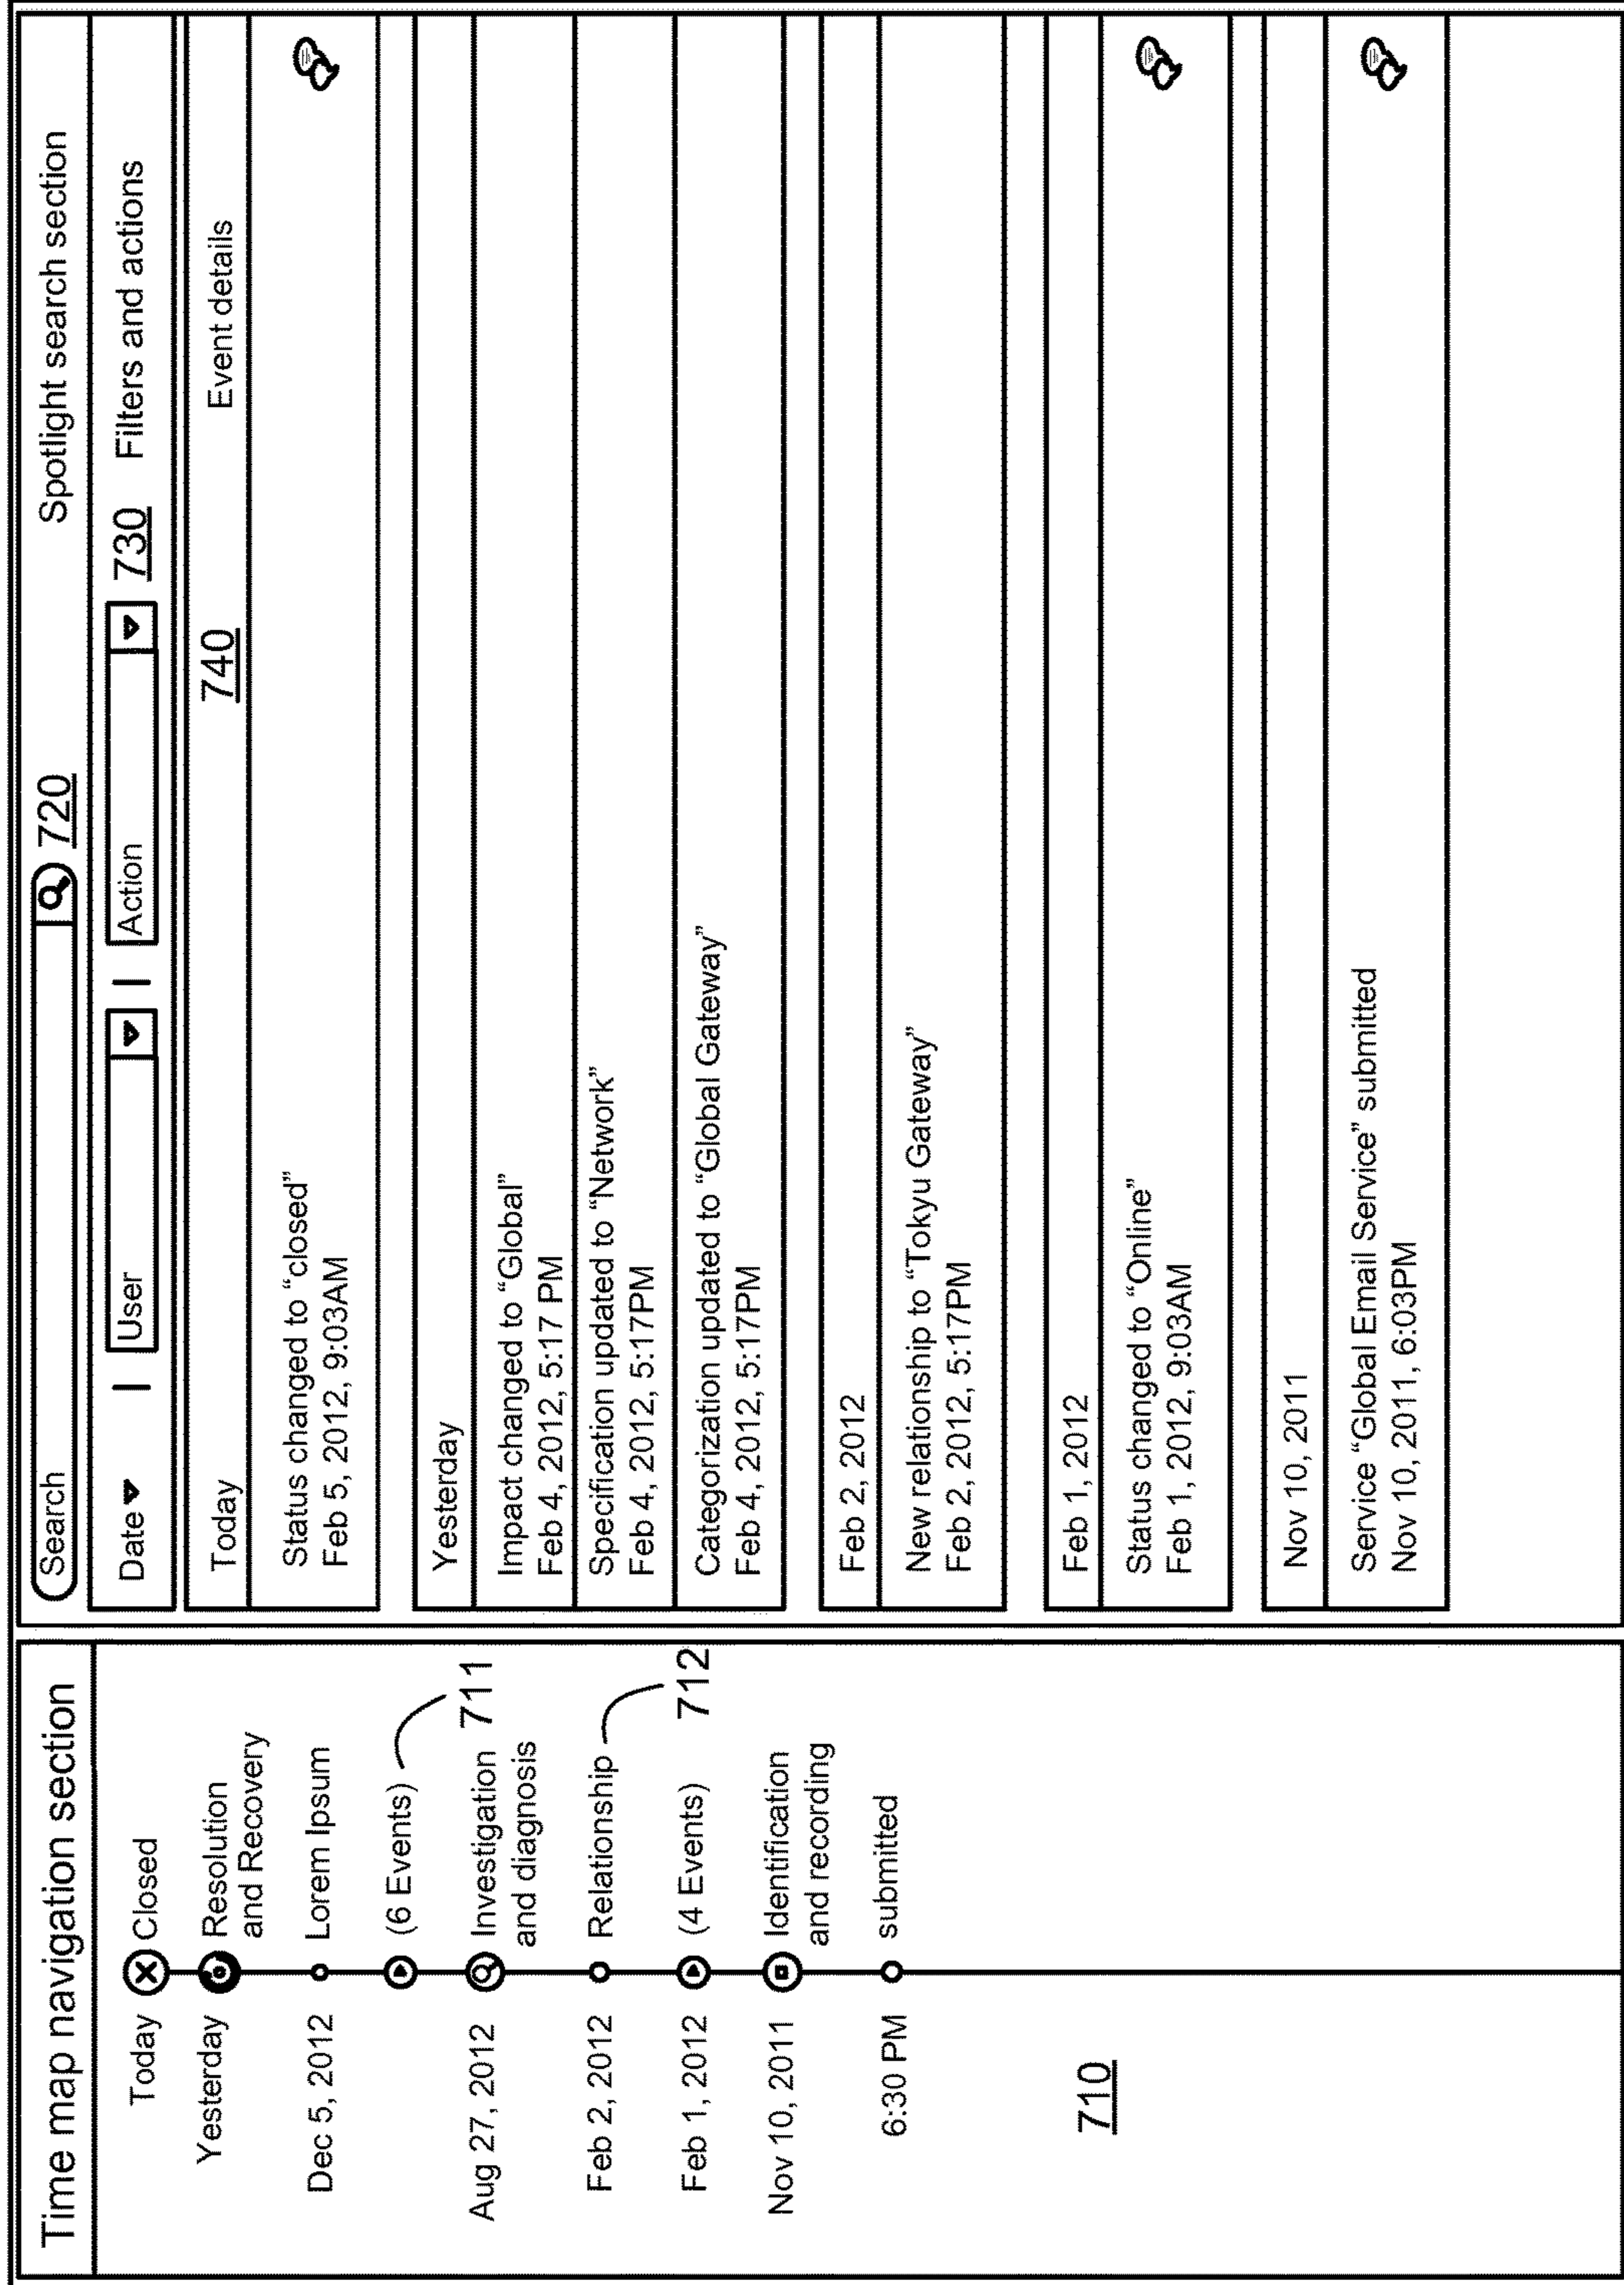 Time map navigation section
Today Closed
Yesterday Resolution
and Recovery
Dec 5, 2012 Lorem Ipsum
(6 Events)
711
Aug 27, 2012 Investigation
and diagnosis
Feb 2, 2012 Relationship
712
Feb 1, 2012 (4 Events)
Nov 10, 2011 Identification
and recording
6:30 PM submitted
710
Search 720 Spotlight search section
Date | User | Action 730 Filters and actions
Today 740 Event details
Status changed to “closed”
Feb 5, 2012, 9:03AM
Yesterday
Impact changed to “Global”
Feb 4, 2012, 5:17 PM
Specification updated to “Network”
Feb 4, 2012, 5:17PM
Categorization updated to “Global Gateway”
Feb 4, 2012, 5:17PM
Feb 2, 2012
New relationship to “Tokyu Gateway”
Feb 2, 2012, 5:17PM
Feb 1, 2012
Status changed to “Online”
Feb 1, 2012, 9:03AM
Nov 10, 2011
Service “Global Email Service” submitted
Nov 10, 2011, 6:03PM